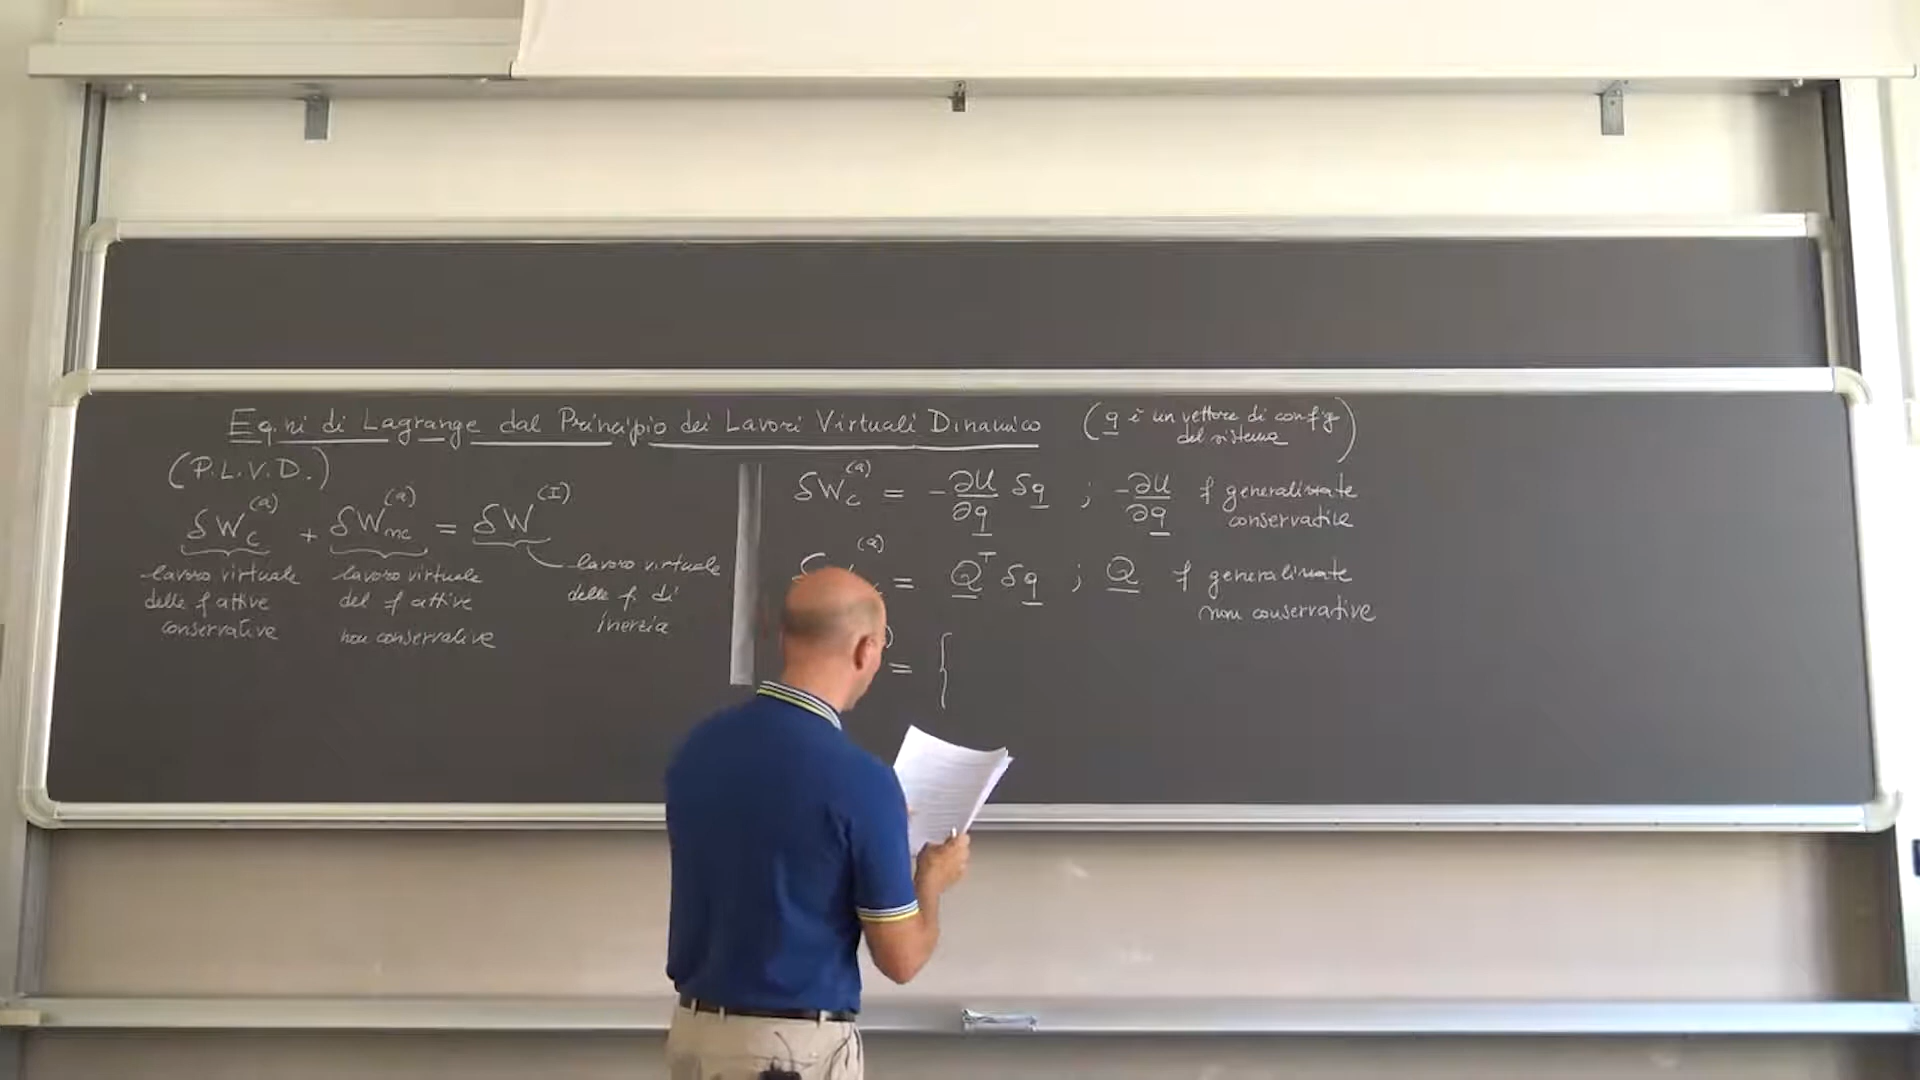 Eq.ni di Lagrange dal Principio dei Lavori Virtuali Dinamico
(P.L.V.D.)
δW_c^(a) + δW_nc^(a) = δW^(I)
lavoro virtuale
delle f attive
conservative
lavoro virtuale
del f attive
non conservative
lavoro virtuale
delle f di
inerzia
(q è un vettore di config
del sistema)
δW_c^(a) = -∂U/∂q δq ; -∂U/∂q f generalizzate
conservative
(a) = Q^T δq ; Q f generalizzate
non conservative
= {